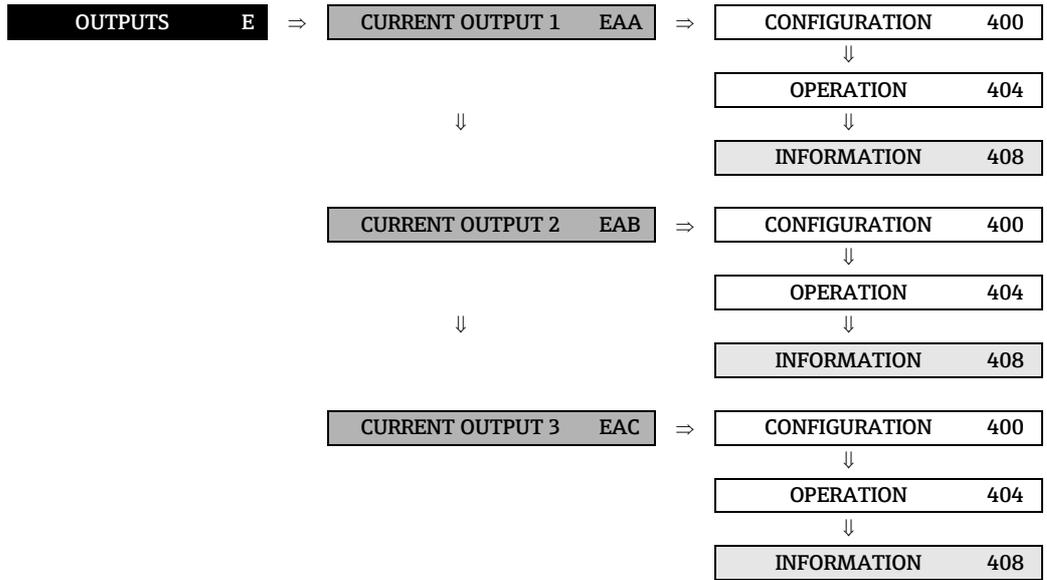 OUTPUTS E ⇒ CURRENT OUTPUT 1 EAA ⇒ CONFIGURATION 400
⇓
OPERATION 404
⇓ ⇓
INFORMATION 408
CURRENT OUTPUT 2 EAB ⇒ CONFIGURATION 400
⇓
OPERATION 404
⇓ ⇓
INFORMATION 408
CURRENT OUTPUT 3 EAC ⇒ CONFIGURATION 400
⇓
OPERATION 404
⇓
INFORMATION 408